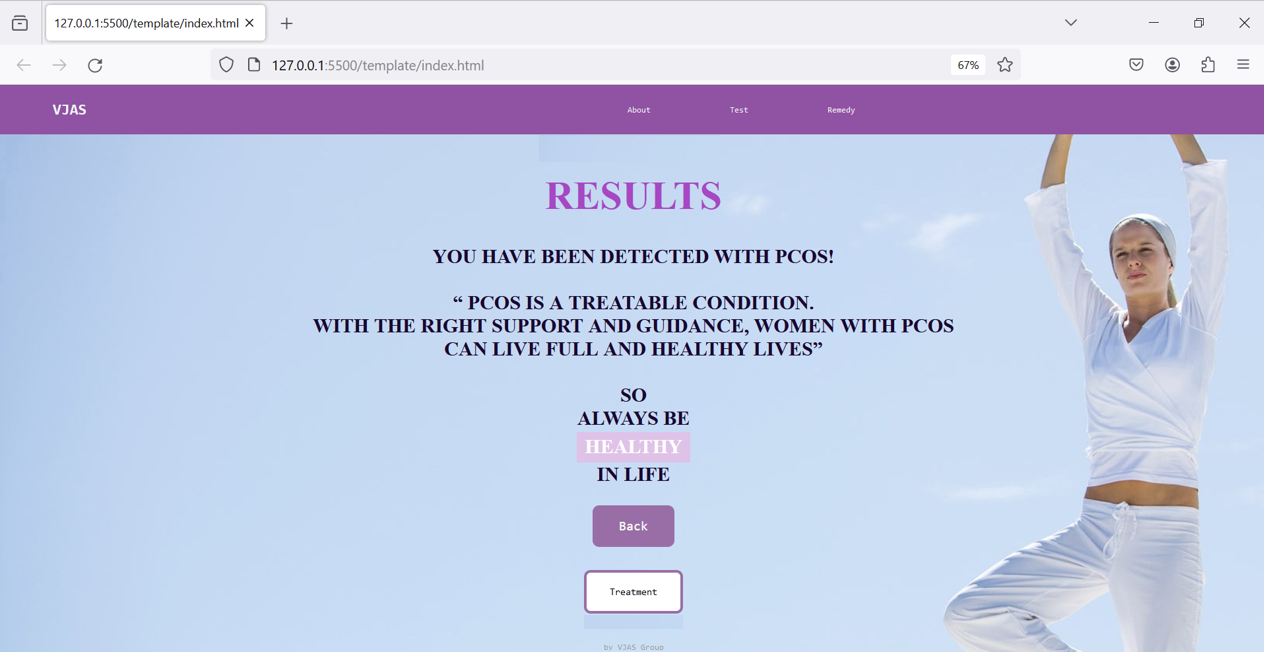 127.0.0.1:5500/template/index.html
127.0.0.1:5500/template/index.html
67%
VJAS
About
Test
Remedy
RESULTS
YOU HAVE BEEN DETECTED WITH PCOS!
“ PCOS IS A TREATABLE CONDITION.
WITH THE RIGHT SUPPORT AND GUIDANCE, WOMEN WITH PCOS
CAN LIVE FULL AND HEALTHY LIVES”
SO
ALWAYS BE
HEALTHY
IN LIFE
Back
Treatment
by VJAS Group